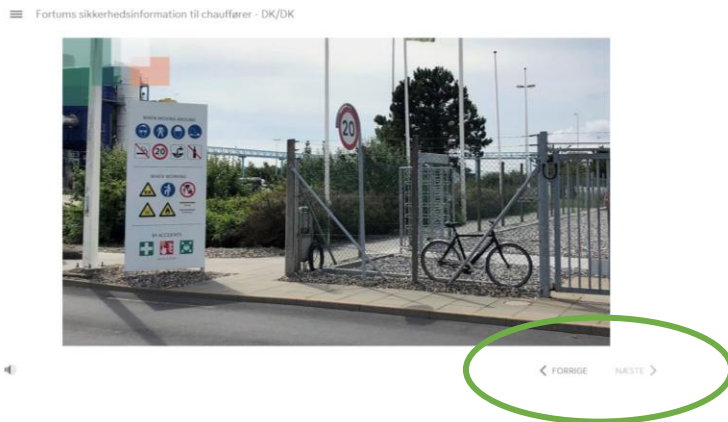 Fortums sikkerhedsinformation til chauffører - DK/DK
WHEN MOVING AROUND
20
20
WHEN WORKING
IN ACCIDENTS
FORRIGE
NÆSTE